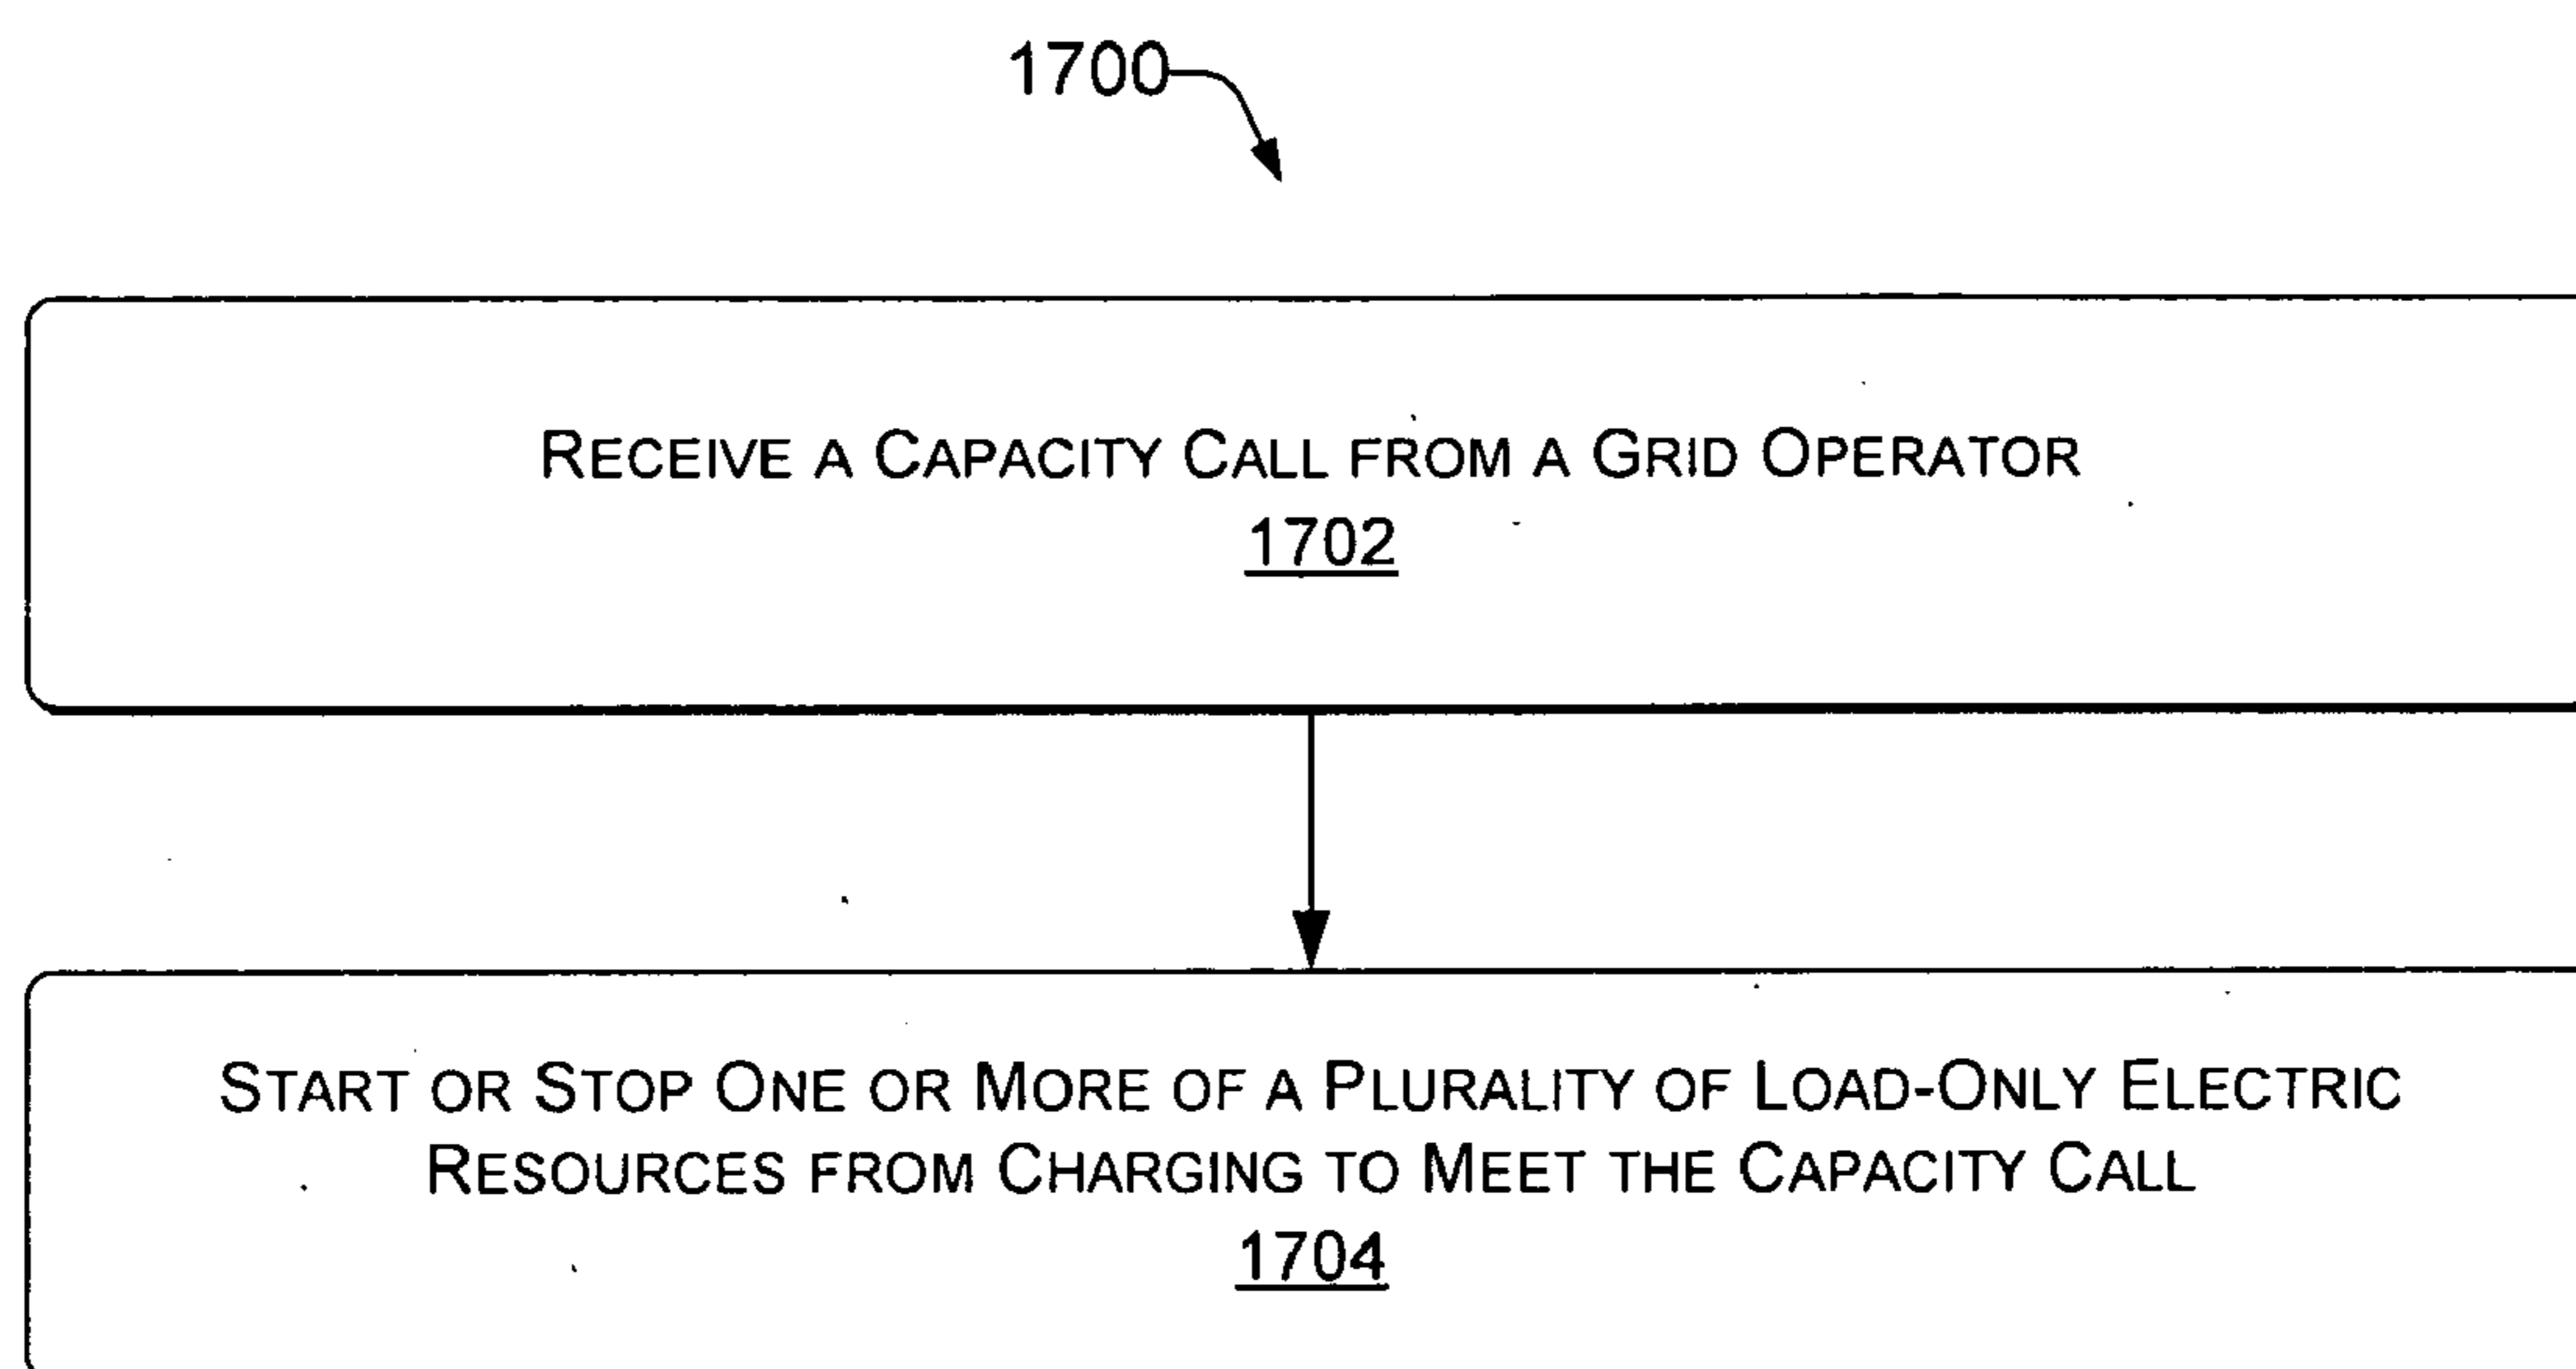 1700
RECEIVE A CAPACITY CALL FROM A GRID OPERATOR
1702
START OR STOP ONE OR MORE OF A PLURALITY OF LOAD-ONLY ELECTRIC
RESOURCES FROM CHARGING TO MEET THE CAPACITY CALL
1704